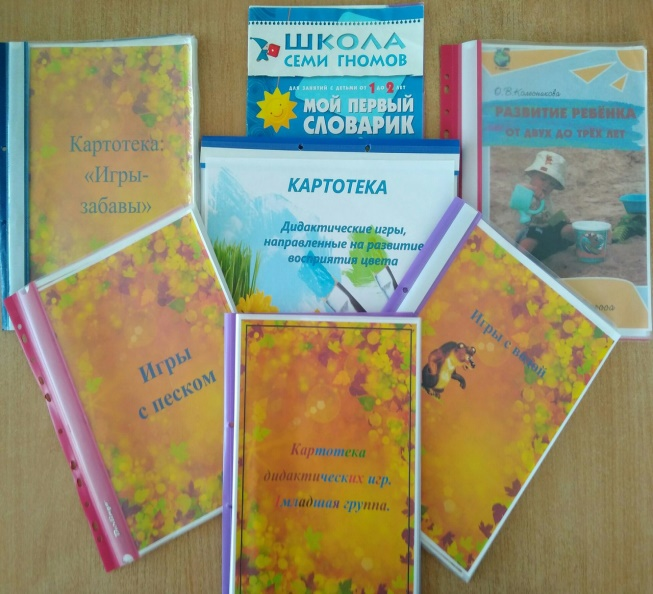 ШКОЛА
СЕМИ ГНОМОВ
ДЛЯ ЗАНЯТИЙ С ДЕТЬМИ ОТ 1 ДО 2 ЛЕТ
МОЙ ПЕРВЫЙ
СЛОВАРИК
Картотека:
«Игры-
забавы»
О.В.Колесникова
РАЗВИТИЕ РЕБЁНКА
ОТ ДВУХ ДО ТРЁХ ЛЕТ
КАРТОТЕКА
Дидактические игры,
направленные на развитие
восприятия цвета
Игры
с песком
Игры с водой
Картотека
дидактических игр.
1младшая группа.